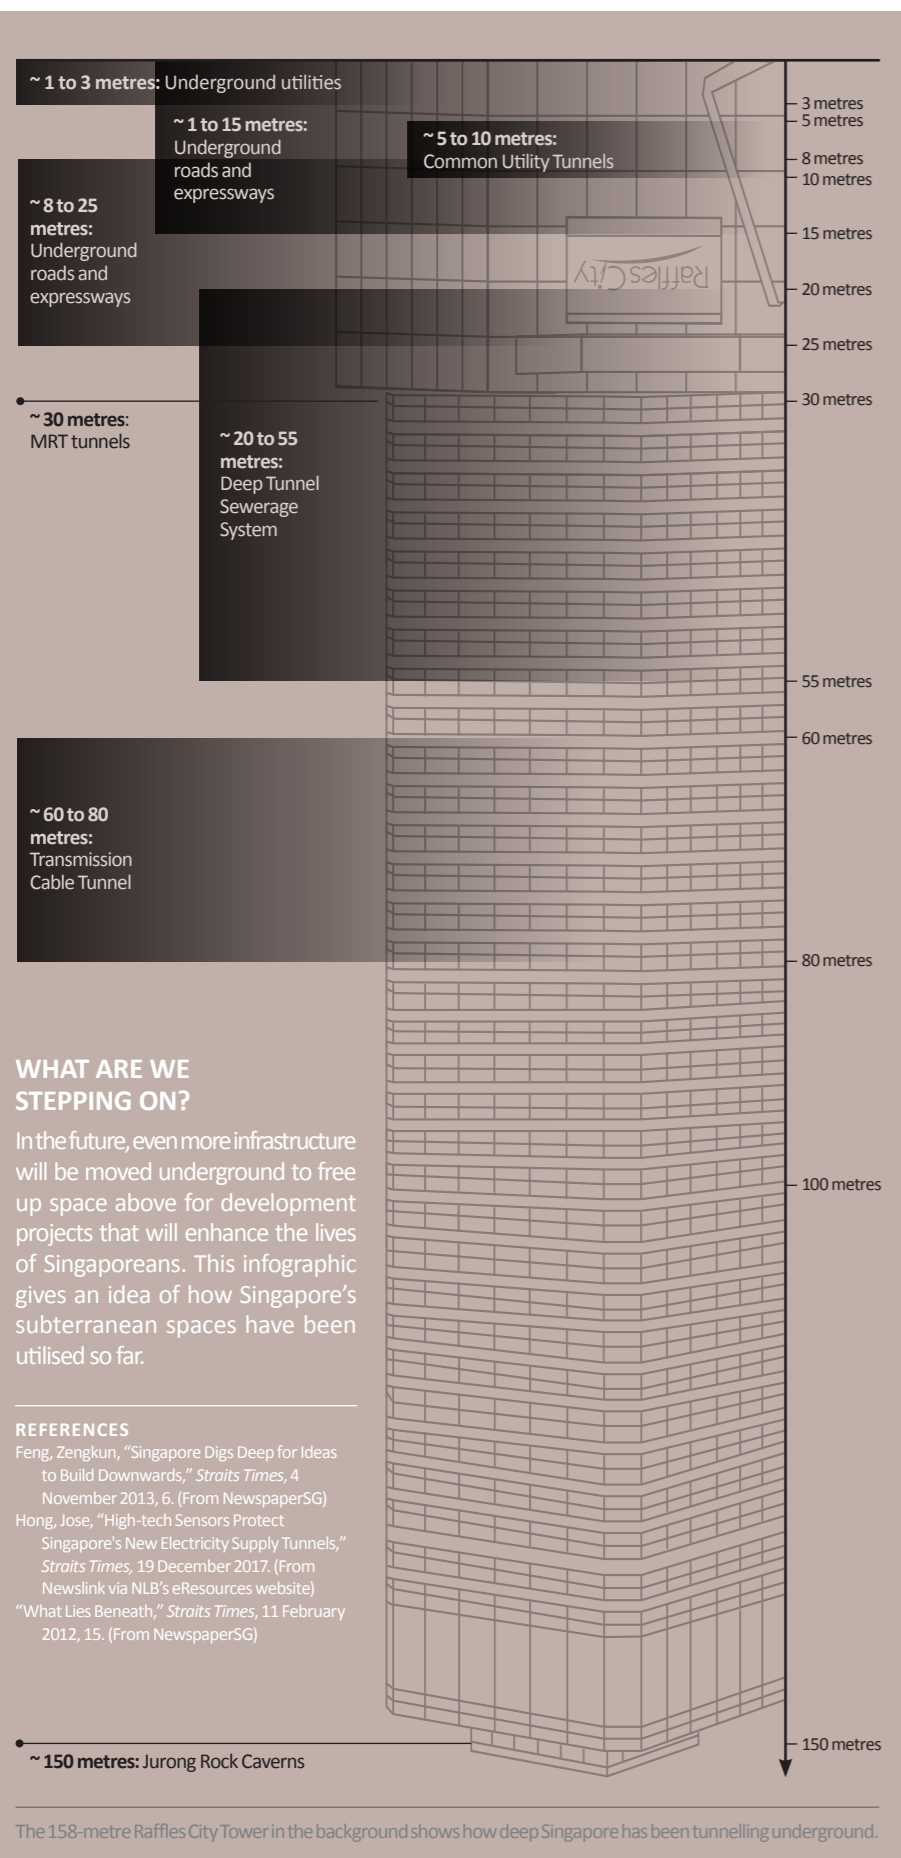 ~ 1 to 3 metres: Underground utilities
~ 1 to 15 metres:
Underground
roads and
expressways
~ 5 to 10 metres:
Common Utility Tunnels
~ 8 to 25
metres:
Underground
roads and
expressways
Raffles City
~ 30 metres:
MRT tunnels
~ 20 to 55
metres:
Deep Tunnel
Sewerage
System
~ 60 to 80
metres:
Transmission
Cable Tunnel
3 metres
5 metres
8 metres
10 metres
15 metres
20 metres
25 metres
30 metres
55 metres
60 metres
80 metres
100 metres
150 metres
WHAT ARE WE
STEPPING ON?
In the future, even more infrastructure
will be moved underground to free
up space above for development
projects that will enhance the lives
of Singaporeans. This infographic
gives an idea of how Singapore’s
subterranean spaces have been
utilised so far.
REFERENCES
Feng, Zengkun, “Singapore Digs Deep for Ideas
to Build Downwards,” Straits Times, 4
November 2013, 6. (From NewspaperSG)
Hong, Jose, “High-tech Sensors Protect
Singapore's New Electricity Supply Tunnels,”
Straits Times, 19 December 2017. (From
Newslink via NLB’s eResources website)
“What Lies Beneath,” Straits Times, 11 February
2012, 15. (From NewspaperSG)
~ 150 metres: Jurong Rock Caverns
The 158-metre Raffles City Tower in the background shows how deep Singapore has been tunnelling underground.